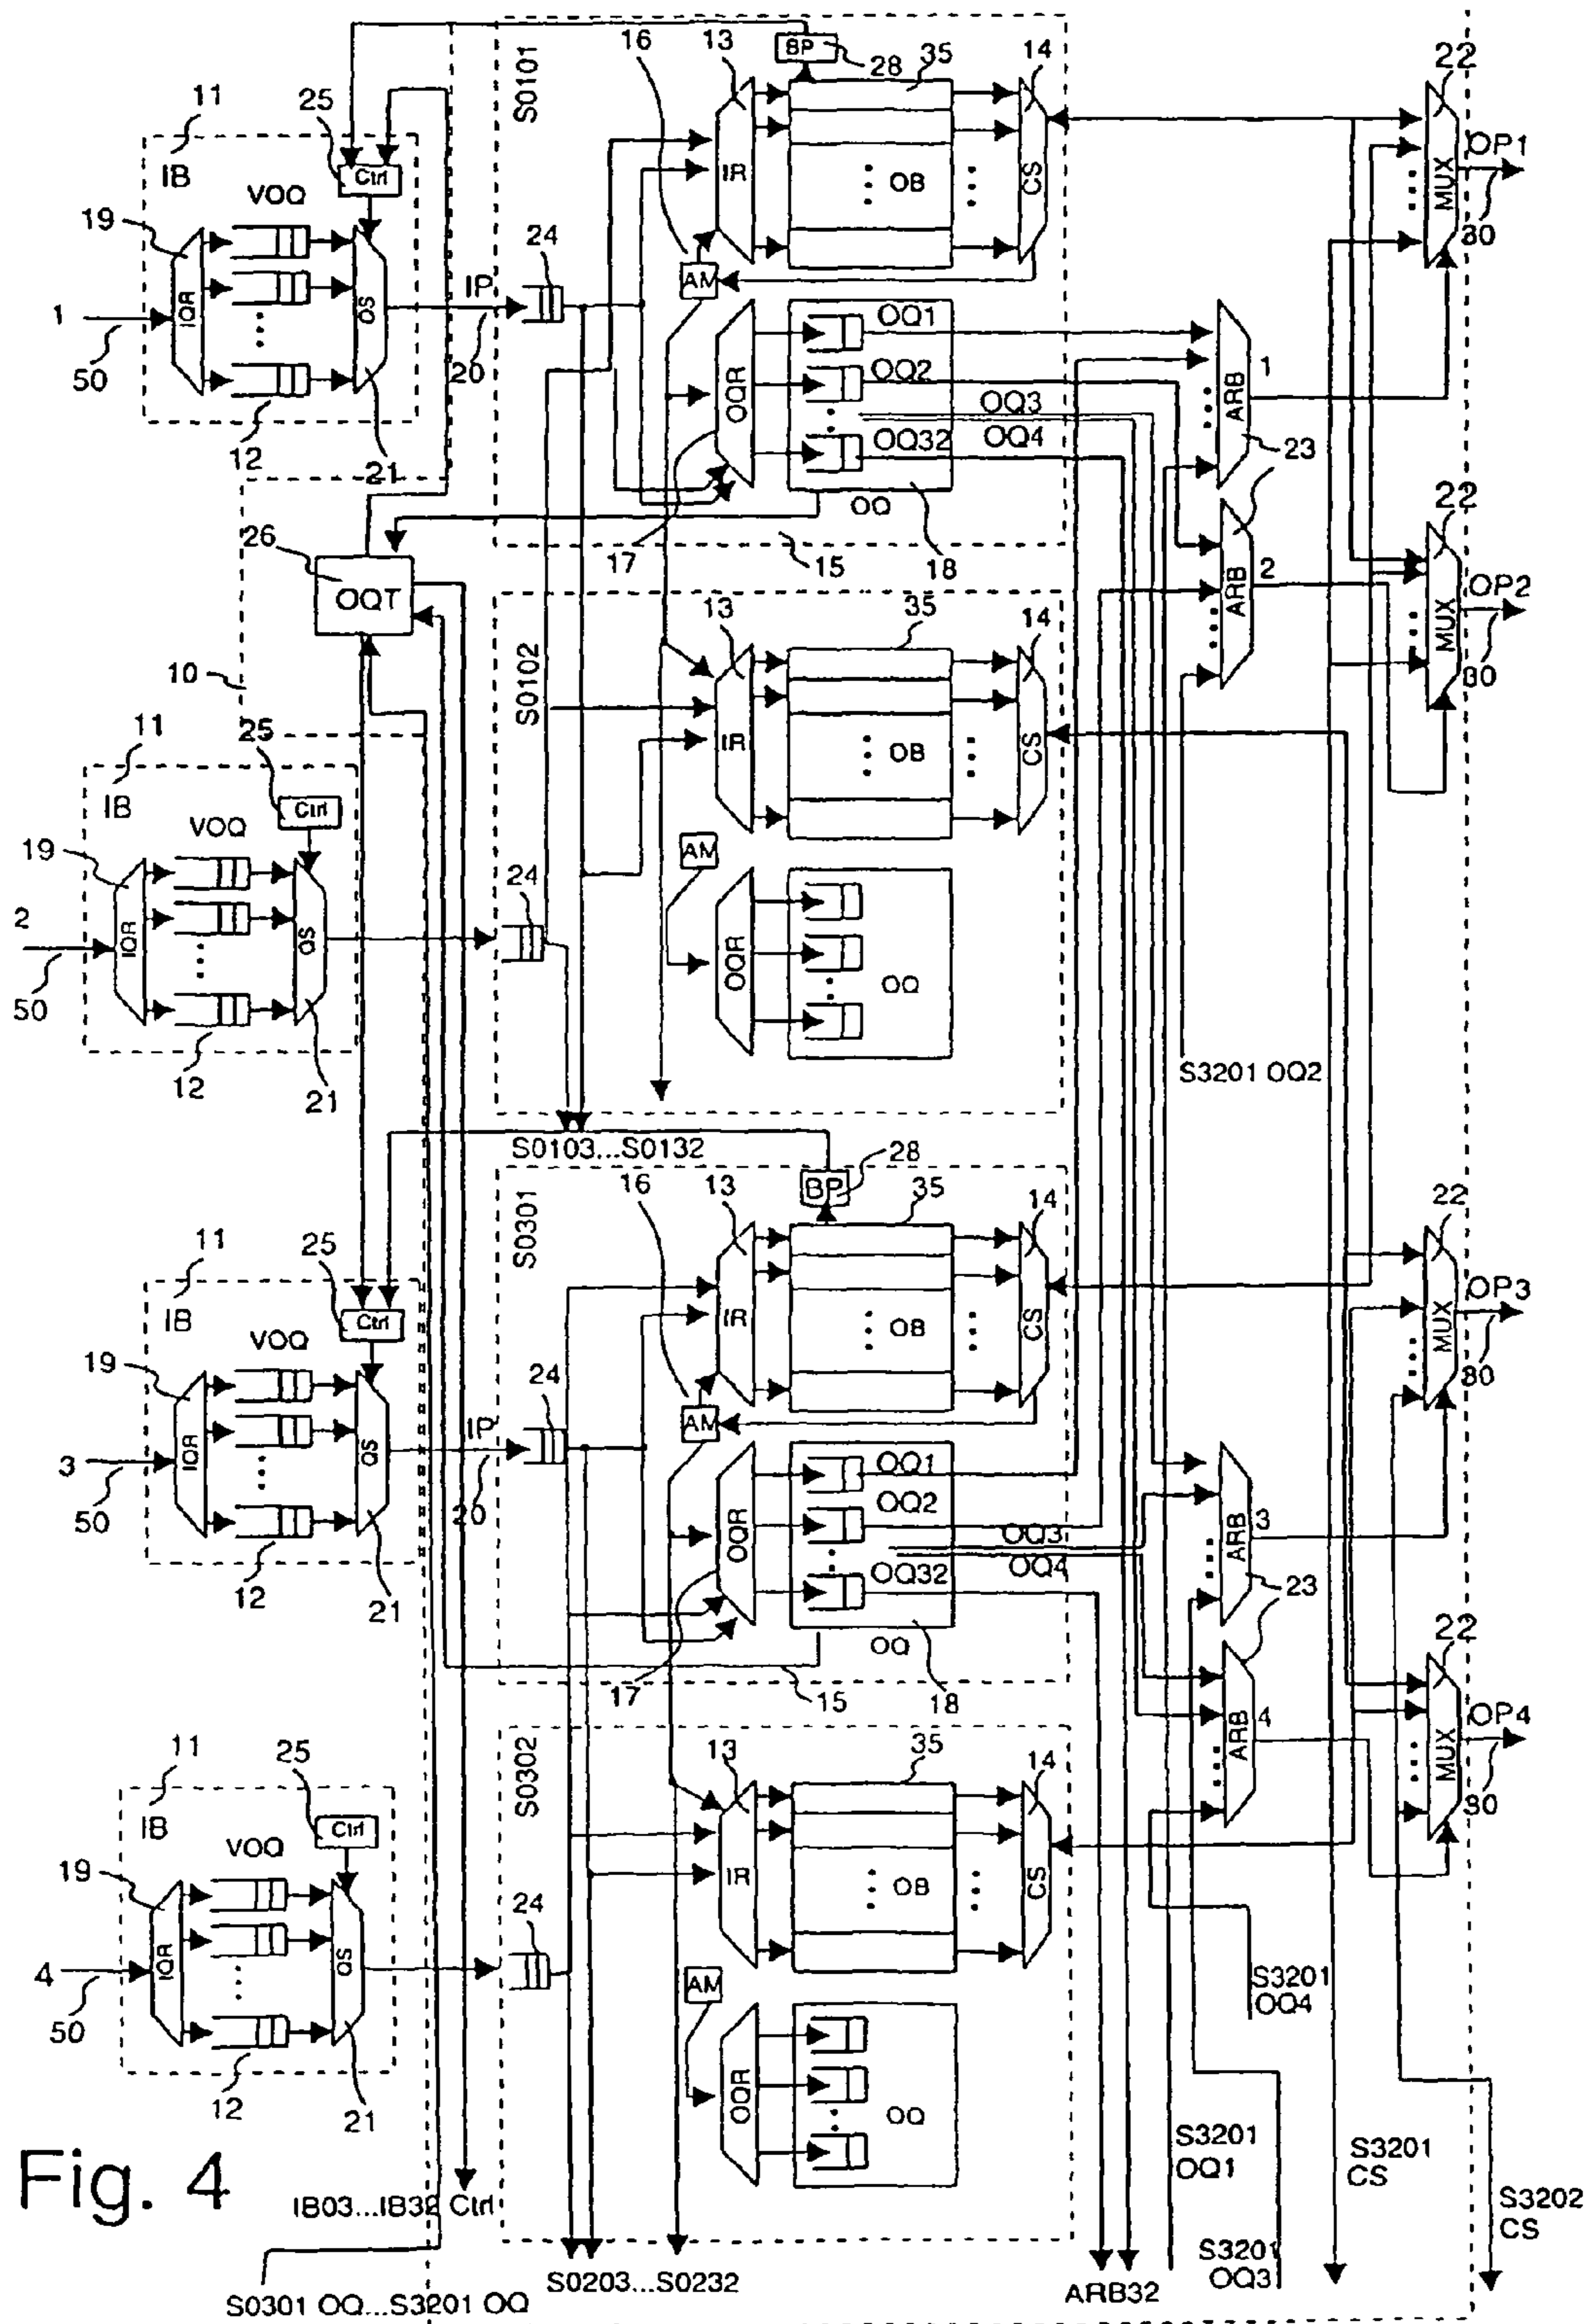 16
13
BP
28
35
14
22
S0101
11
25
IB
Ctrl
VOQ
19
IR
OB
CS
MUX
OP1
30
IQR
QS
IP
24
AM
1
50
20
12
21
OQR
OQ1
OQ2
OQ3
OQ32
OQ4
OQ
ARB
1
23
17
15
18
26
OQT
10
22
ARB
2
MUX
OP2
30
S0102
13
35
14
IR
OB
CS
11
25
IB
Ctrl
VOQ
19
IQR
QS
24
AM
2
50
12
21
OQR
OQ
S3201 OQ2
S0103...S0132
16
13
BP
28
35
14
22
S0301
11
25
IB
Ctrl
VOQ
19
IR
OB
CS
MUX
OP3
30
IQR
QS
IP
24
AM
3
50
20
12
21
OQR
OQ1
OQ2
OQ3
OQ32
OQ4
OQ
ARB
3
23
17
15
18
22
ARB
4
MUX
OP4
30
S0302
13
35
14
IR
OB
CS
11
25
IB
Ctrl
VOQ
19
IQR
QS
24
AM
4
50
12
21
OQR
OQ
S3201
OQ4
S3201
OQ1
S3201
CS
S3202
CS
S3201
OQ3
Fig. 4
IB03...IB32 Ctrl
S0203...S0232
ARB32
S0301 OQ...S3201 OQ